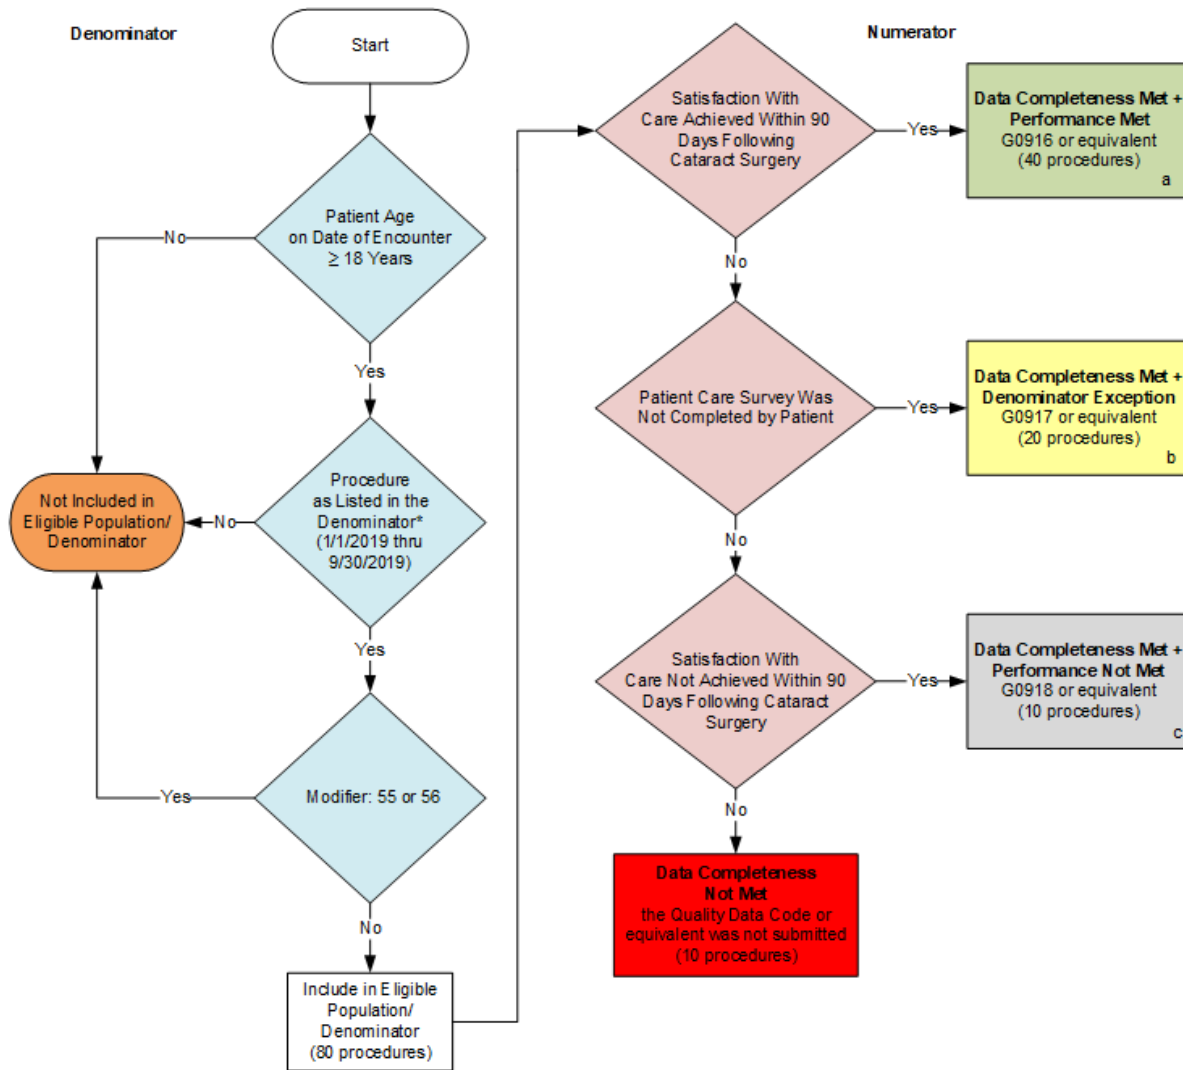 Denominator
Start
Patient Age
on Date of Encounter
≥ 18 Years
No
Yes
Procedure
as Listed in the
Denominator*
(1/1/2019 thru
9/30/2019)
No
Not Included in
Eligible Population/
Denominator
Yes
Modifier: 55 or 56
Yes
No
Include in Eligible
Population/
Denominator
(80 procedures)
Numerator
Satisfaction With
Care Achieved Within 90
Days Following
Cataract Surgery
Yes
Data Completeness Met +
Performance Met
G0916 or equivalent
(40 procedures)
a
No
Patient Care Survey Was
Not Completed by Patient
Yes
Data Completeness Met +
Denominator Exception
G0917 or equivalent
(20 procedures)
b
No
Satisfaction With
Care Not Achieved Within 90
Days Following Cataract
Surgery
Yes
Data Completeness Met +
Performance Not Met
G0918 or equivalent
(10 procedures)
c
No
Data Completeness
Not Met
the Quality Data Code or
equivalent was not submitted
(10 procedures)